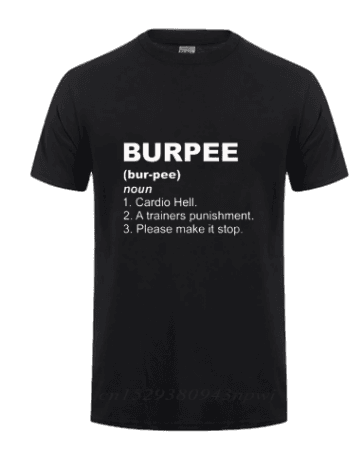 BURPEE
(bur-pee)
noun
1. Cardio Hell.
2. A trainers punishment.
3. Please make it stop.